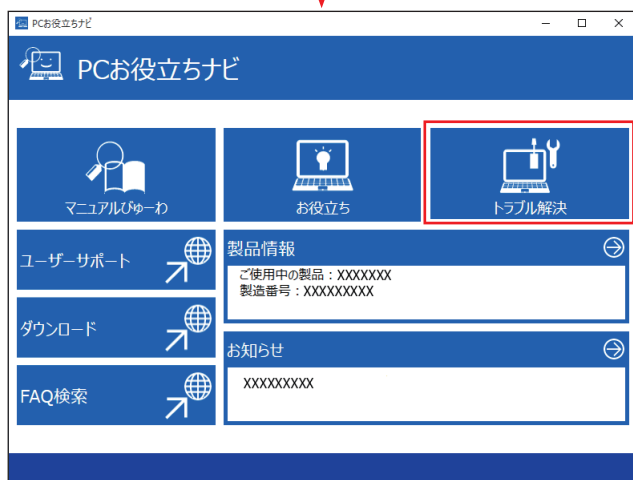 PCお役立ちナビ
PCお役立ちナビ
マニュアルびゅーわ
お役立ち
トラブル解決
ユーザーサポート
ダウンロード
FAQ検索
製品情報
ご使用中の製品：XXXXXXX
製造番号：XXXXXXXXX
お知らせ
XXXXXXXXX